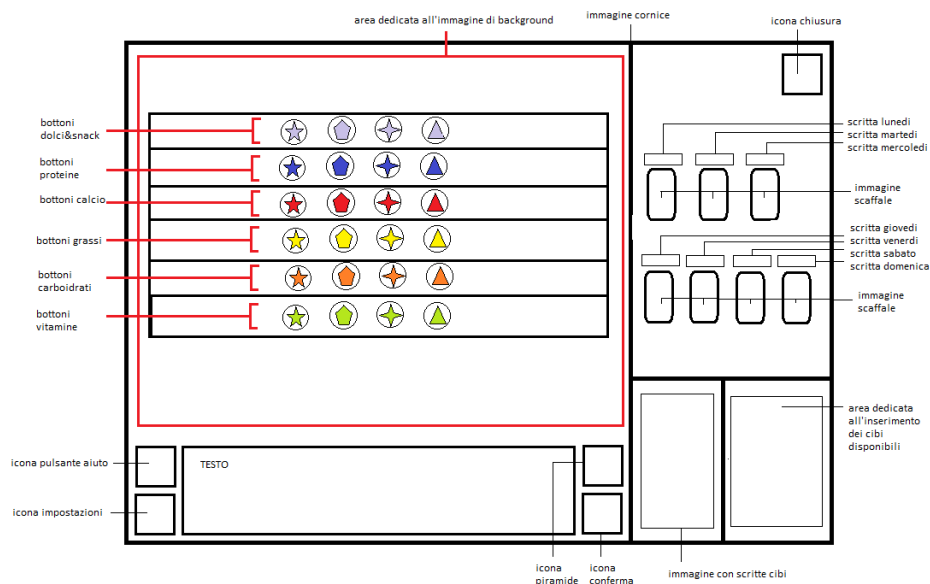 area dedicata all'immagine di background
immagine cornice
icona chiusura
bottoni
dolci&snack
bottoni
proteine
bottoni calcio
bottoni grassi
bottoni
carboidrati
bottoni
vitamine
scritta lunedi
scritta martedi
scritta mercoledi
immagine
scaffale
scritta giovedi
scritta venerdi
scritta sabato
scritta domenica
immagine
scaffale
area dedicata
all'inserimento
dei cibi
disponibili
icona pulsante aiuto
TESTO
icona impostazioni
icona
piramide
icona
conferma
immagine con scritte cibi